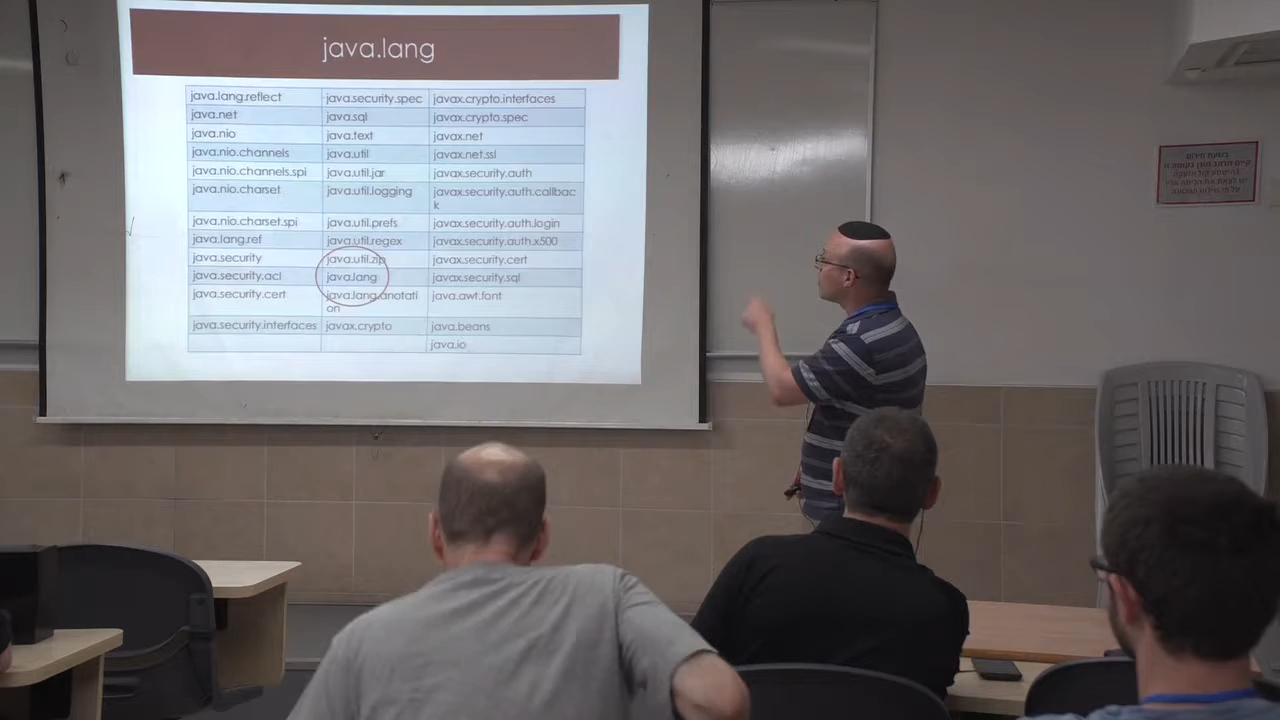 java.lang
java.lang.reflect java.security.spec javax.crypto.interfaces
java.net java.sql javax.crypto.spec
java.nio java.text javax.net
java.nio.channels java.util javax.net.ssl
java.nio.channels.spi java.util.jar javax.security.auth
java.nio.charset java.util.logging javax.security.auth.callbac
k
java.nio.charset.spi java.util.prefs javax.security.auth.login
java.lang.ref java.util.regex javax.security.auth.x500
java.security java.util.zip javax.security.cert
java.security.acl java.lang javax.security.sql
java.security.cert java.lang.anotati java.awt.font
on
java.security.interfaces javax.crypto java.beans
java.io
בשעת חירום